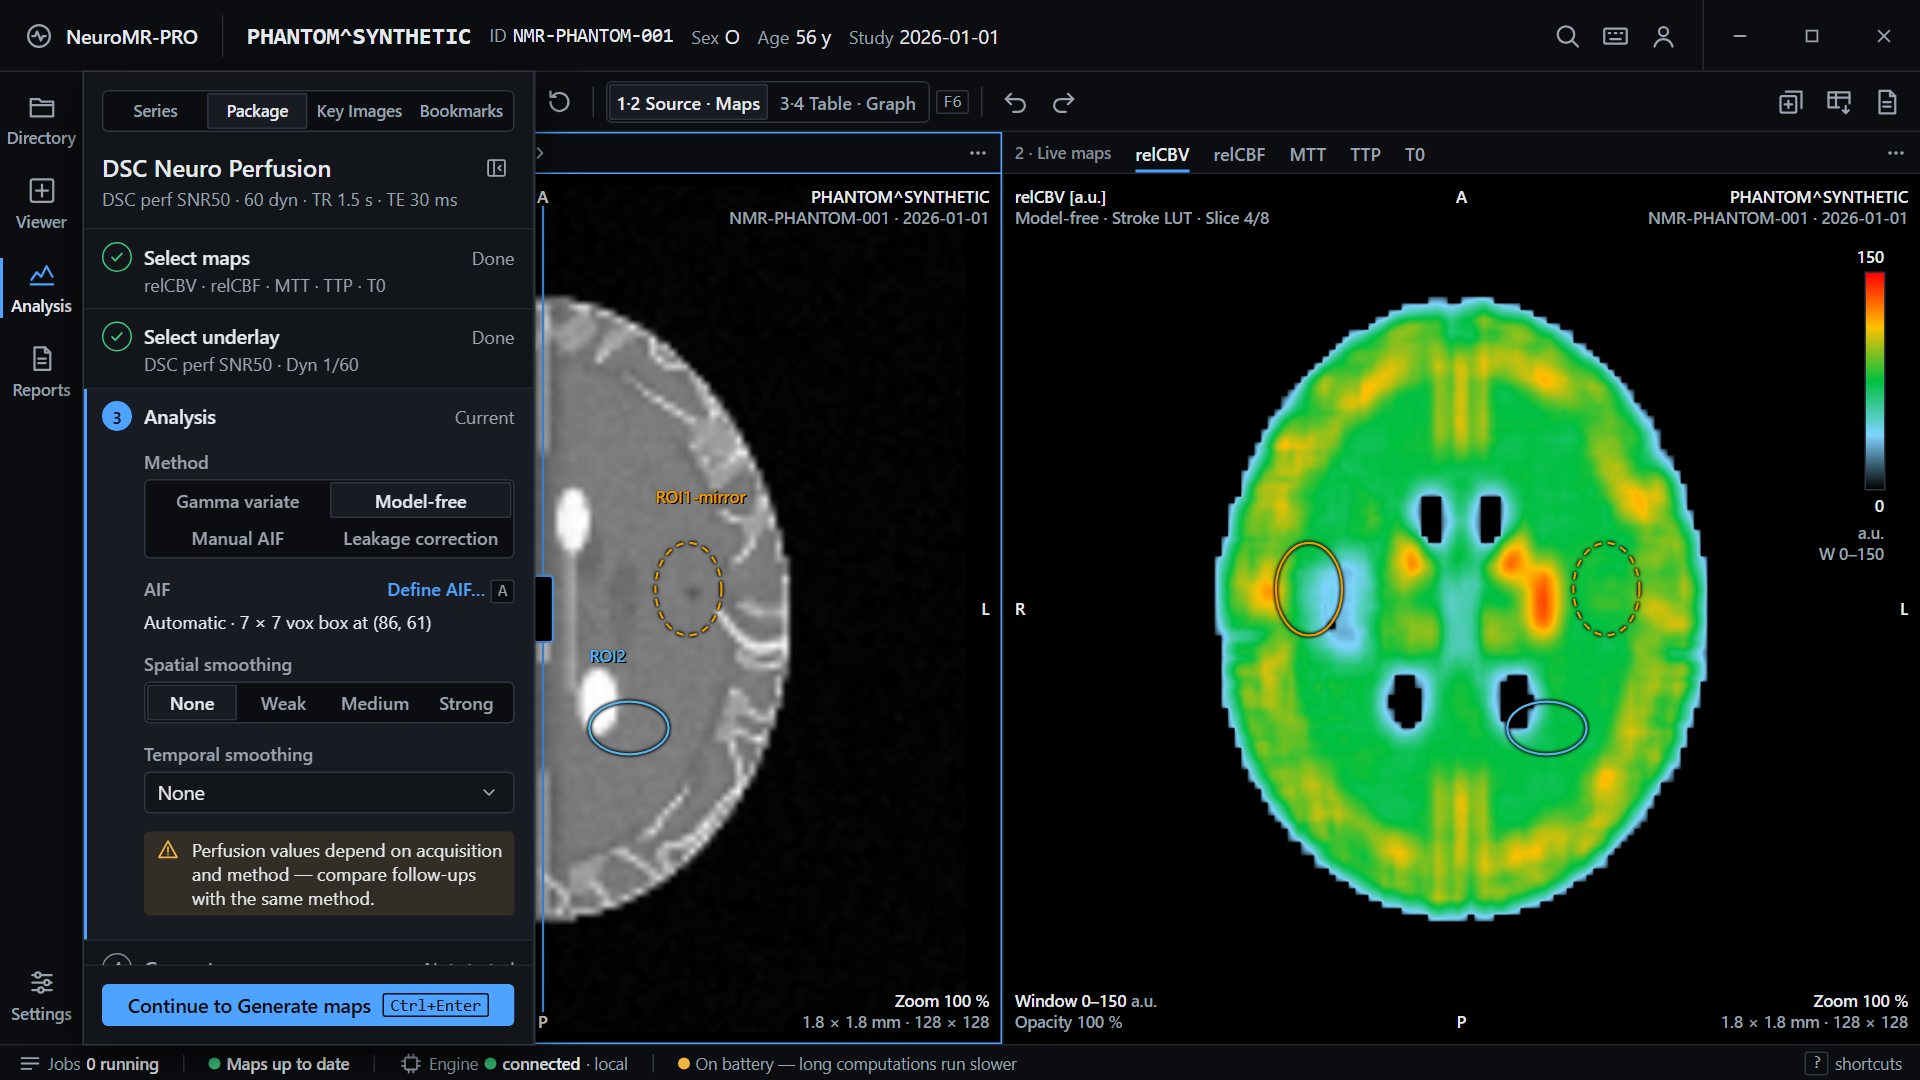 NeuroMR-PRO
PHANTOM^SYNTHETIC ID NMR-PHANTOM-001 Sex O Age 56 y Study 2026-01-01
Directory
Viewer
Analysis
Reports
Settings
Series Package Key Images Bookmarks
DSC Neuro Perfusion
DSC perf SNR50 · 60 dyn · TR 1.5 s · TE 30 ms
Select maps Done
relCBV · relCBF · MTT · TTP · T0
Select underlay Done
DSC perf SNR50 · Dyn 1/60
3 Analysis Current
Method
Gamma variate Model-free
Manual AIF Leakage correction
AIF Define AIF... A
Automatic · 7 × 7 vox box at (86, 61)
Spatial smoothing
None Weak Medium Strong
Temporal smoothing
None
Perfusion values depend on acquisition
and method — compare follow-ups
with the same method.
Continue to Generate maps Ctrl+Enter
1·2 Source · Maps 3·4 Table · Graph F6
A
PHANTOM^SYNTHETIC
NMR-PHANTOM-001 · 2026-01-01
ROI1-mirror
ROI2
L
P
Zoom 100 %
1.8 × 1.8 mm · 128 × 128
2 · Live maps relCBV relCBF MTT TTP T0
relCBV [a.u.]
Model-free · Stroke LUT · Slice 4/8
A
PHANTOM^SYNTHETIC
NMR-PHANTOM-001 · 2026-01-01
150
0
a.u.
W 0–150
R
L
Window 0–150 a.u.
Opacity 100 %
P
Zoom 100 %
1.8 × 1.8 mm · 128 × 128
Jobs 0 running Maps up to date Engine connected · local On battery — long computations run slower ? shortcuts